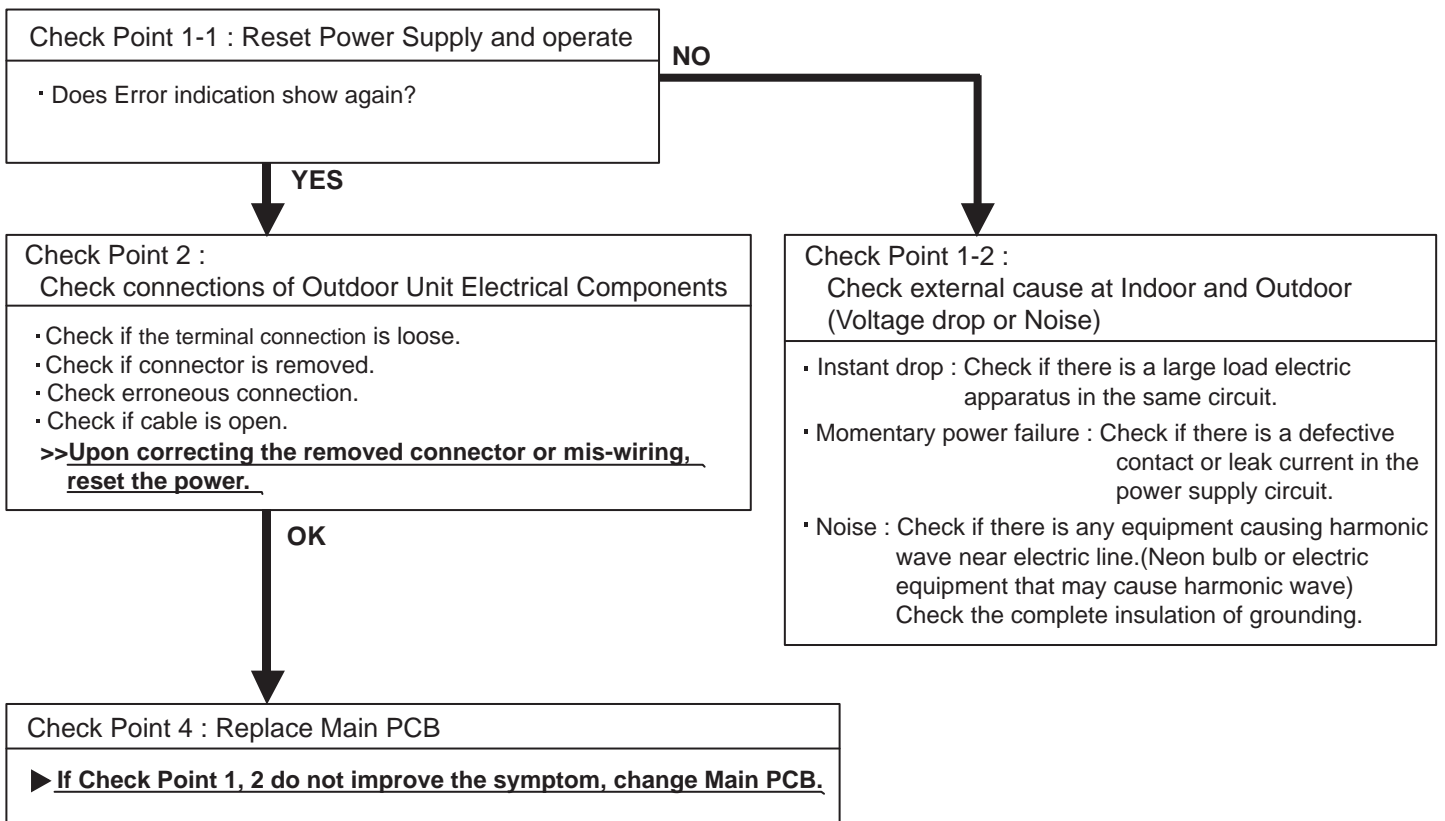 Check Point 1-1 : Reset Power Supply and operate
・Does Error indication show again?
NO
YES
Check Point 2 :
Check connections of Outdoor Unit Electrical Components
・Check if the terminal connection is loose.
・Check if connector is removed.
・Check erroneous connection.
・Check if cable is open.
>>Upon correcting the removed connector or mis-wiring,
reset the power.
OK
Check Point 1-2 :
Check external cause at Indoor and Outdoor
(Voltage drop or Noise)
・Instant drop : Check if there is a large load electric
apparatus in the same circuit.
・Momentary power failure : Check if there is a defective
contact or leak current in the
power supply circuit.
・Noise : Check if there is any equipment causing harmonic
wave near electric line.(Neon bulb or electric
equipment that may cause harmonic wave)
Check the complete insulation of grounding.
Check Point 4 : Replace Main PCB
▶If Check Point 1, 2 do not improve the symptom, change Main PCB.